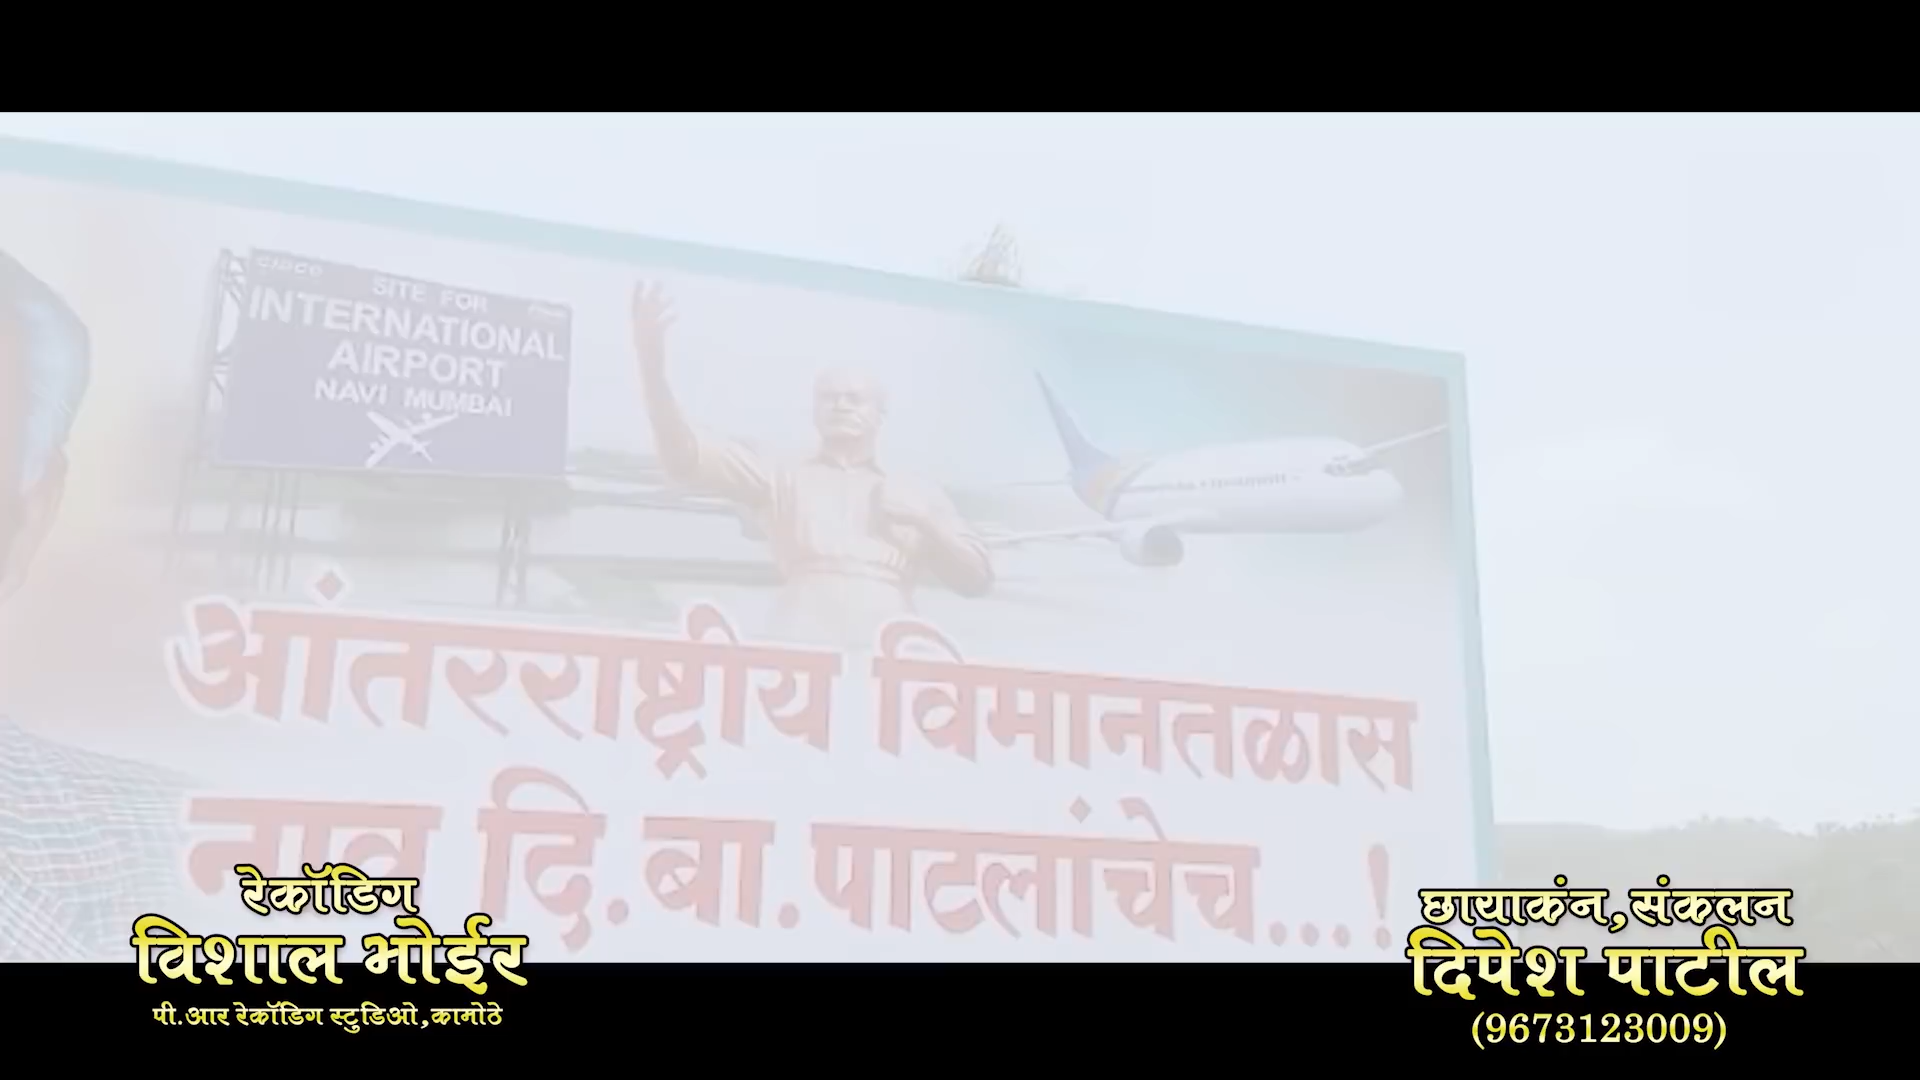 CIDCO
SITE FOR
INTERNATIONAL
AIRPORT
NAVI MUMBAI
आंतरराष्ट्रीय विमानतळास
नाव दि.बा.पाटलांचेच...!
रेकॉडिग
विशाल भोईर
पी.आर रेकॉडिग स्टुडिओ,कामोठे
छायाकंन,संकलन
दिपेश पाटील
(9673123009)